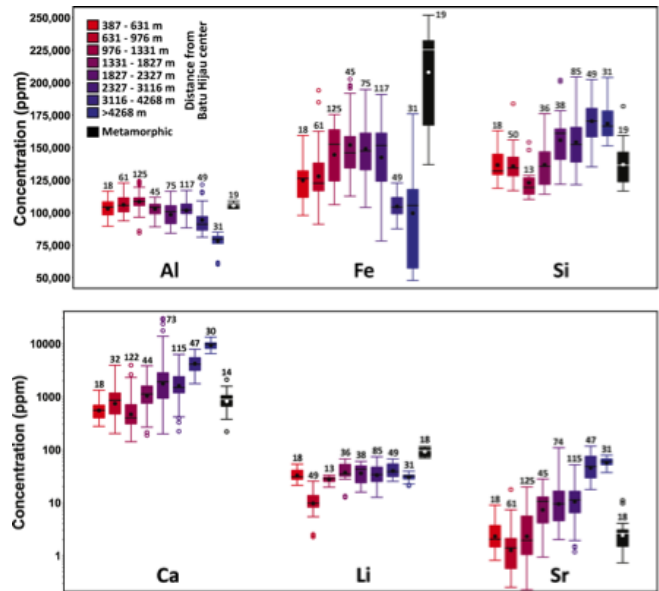 250,000
225,000
200,000
175,000
150,000
125,000
100,000
75,000
50,000
Concentration (ppm)
387 - 631 m
631 - 976 m
976 - 1331 m
1331 - 1827 m
1827 - 2327 m
2327 - 3116 m
3116 - 4268 m
>4268 m
Metamorphic
Distance from
Batu Hijau center
18 61 125 45 75 117 49 31 19
18 61 125 45 75 117 49 31 19
18 50 13 36 38 85 49 31 19
Al Fe Si
10000
1000
100
10
1
Concentration (ppm)
18 32 122 44 73 115 47 30 14
18 49 13 36 38 85 49 31 18
18 61 125 45 74 115 47 31 18
Ca Li Sr